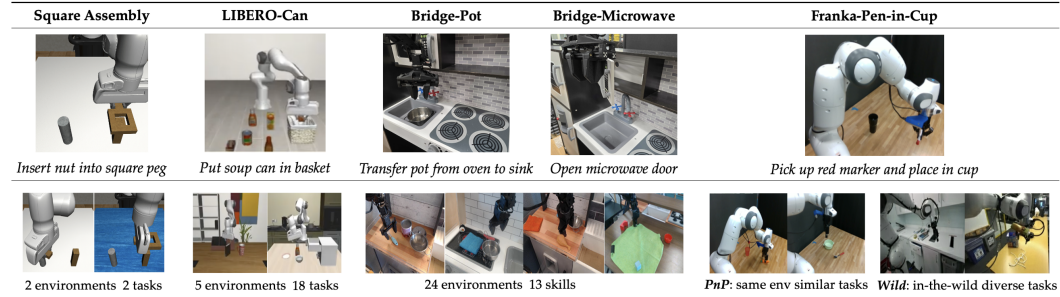 Square Assembly LIBERO-Can Bridge-Pot Bridge-Microwave Franka-Pen-in-Cup
Insert nut into square peg Put soup can in basket Transfer pot from oven to sink Open microwave door Pick up red marker and place in cup
2 environments 2 tasks 5 environments 18 tasks 24 environments 13 skills PnP: same env similar tasks Wild: in-the-wild diverse tasks